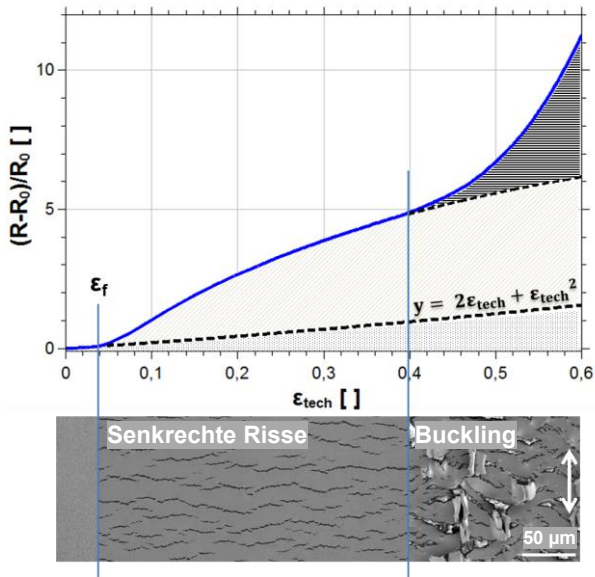 10
5
0
(R-R₀)/R₀ [ ]
εf
y = 2εtech + εtech²
0 0,1 0,2 0,3 0,4 0,5 0,6
εtech [ ]
Senkrechte Risse Buckling
50 µm